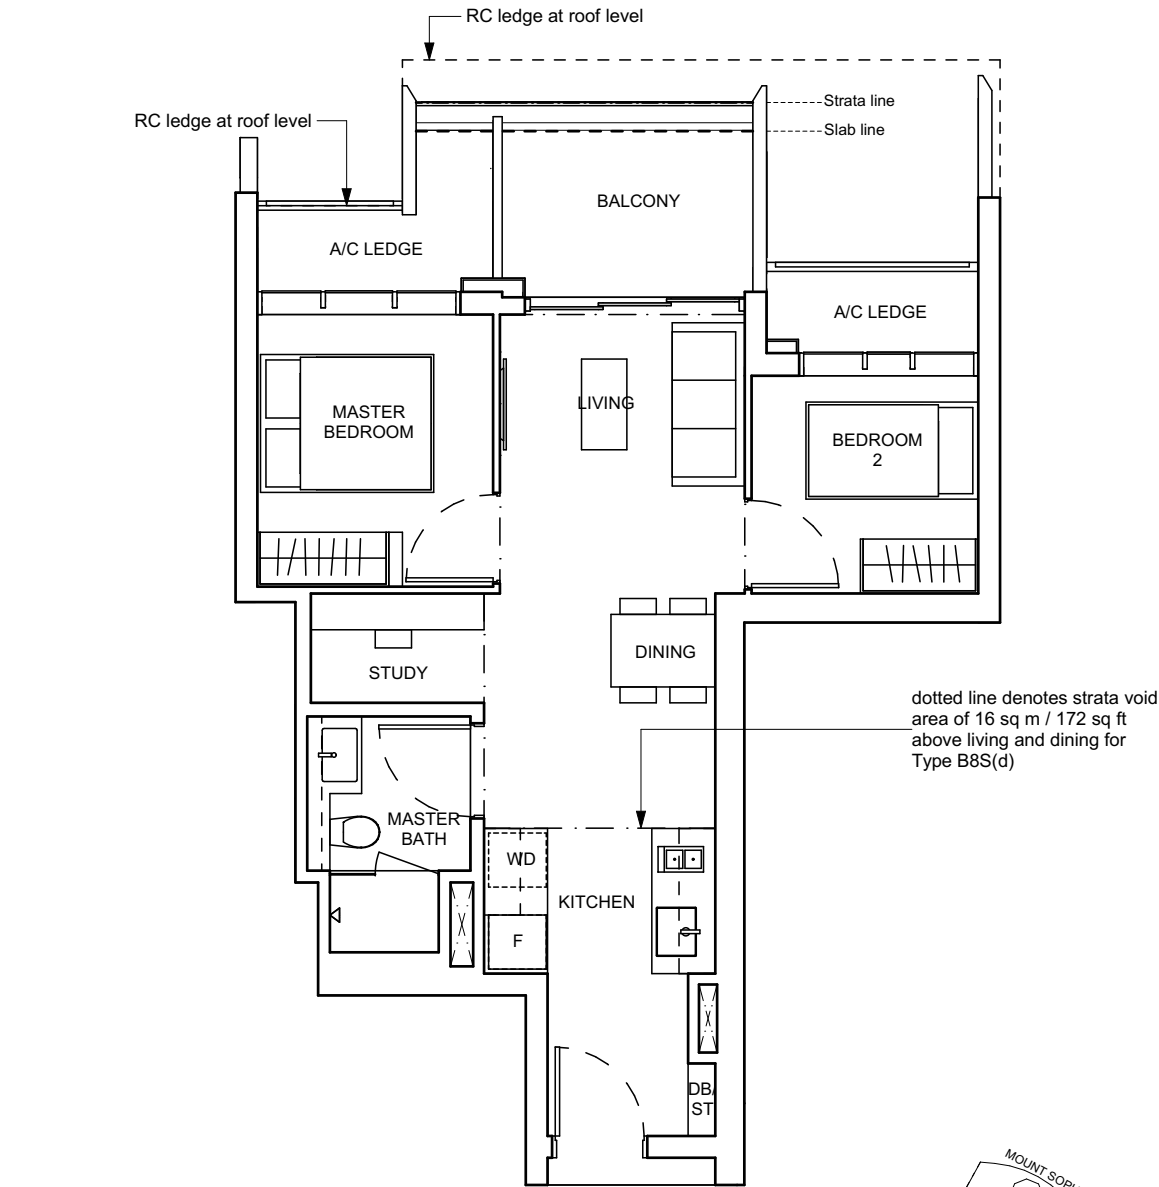 RC ledge at roof level
Strata line
RC ledge at roof level
Slab line
BALCONY
A/C LEDGE
A/C LEDGE
LIVING
MASTER
BEDROOM
BEDROOM
2
DINING
STUDY
dotted line denotes strata void
area of 16 sq m / 172 sq ft
above living and dining for
Type B8S(d)
MASTER
BATH
WD
KITCHEN
F
DB/
ST
MOUNT